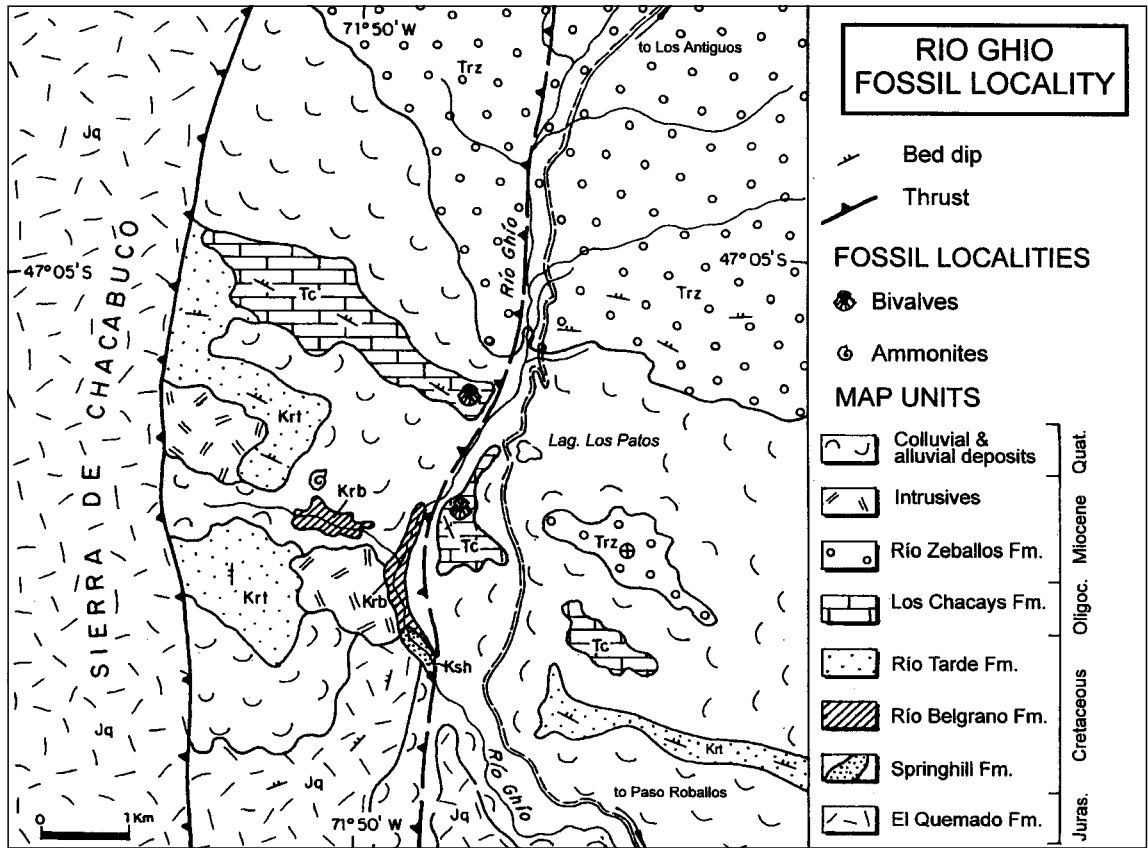 71°50' W
to Los Antiguos
Trz
Jq
Río Ghío
47°05'S
47°05'S
Tc
Trz
SIERRA DE CHACABUCO
Krt
Lag. Los Patos
Krb
Tc
Trz
Krt
Krb
Tc
Ksh
Krt
Jq
Río Ghío
Jq
to Paso Roballos
0 1 Km
71°50' W
Jq
RIO GHIO
FOSSIL LOCALITY
Bed dip
Thrust
FOSSIL LOCALITIES
Bivalves
Ammonites
MAP UNITS
Colluvial &
alluvial deposits
Intrusives
Río Zeballos Fm.
Los Chacays Fm.
Río Tarde Fm.
Río Belgrano Fm.
Springhill Fm.
El Quemado Fm.
Quat.
Miocene
Oligoc.
Cretaceous
Juras.